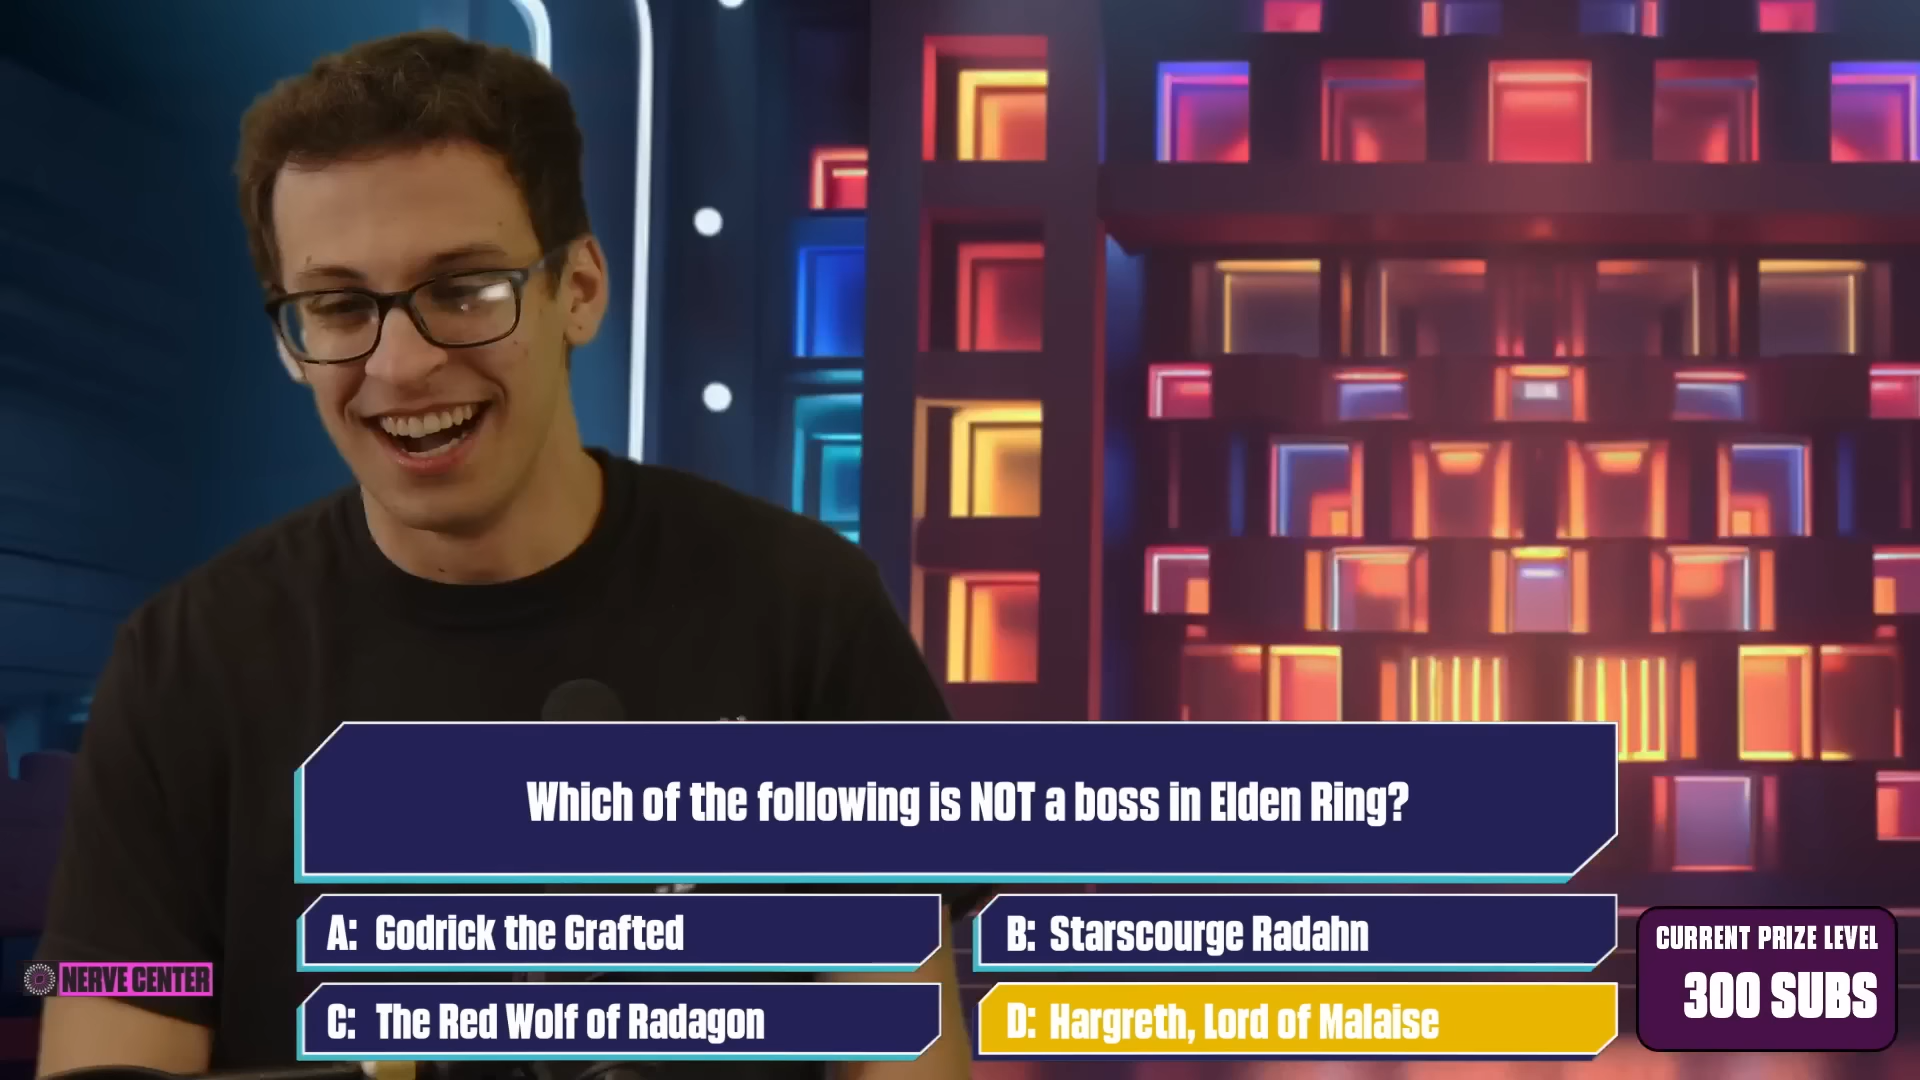 Which of the following is NOT a boss in Elden Ring?
A: Godrick the Grafted
B: Starscourge Radahn
C: The Red Wolf of Radagon
D: Hargreth, Lord of Malaise
CURRENT PRIZE LEVEL
300 SUBS
NERVE CENTER